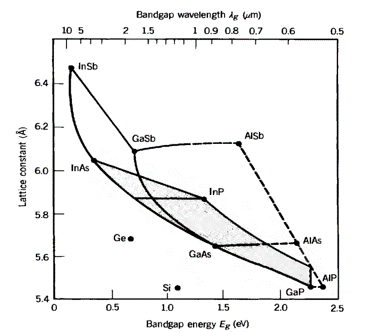 Bandgap wavelength λg (μm)
10 5 2 1.5 1 0.9 0.8 0.7 0.6 0.5
InSb
6.4
GaSb
AlSb
6.2
InAs
6.0
InP
5.8
Ge
AlAs
GaAs
5.6
Si
GaP
AlP
5.4
0 0.5 1.0 1.5 2.0 2.5
Lattice constant (Å)
Bandgap energy Eg (eV)